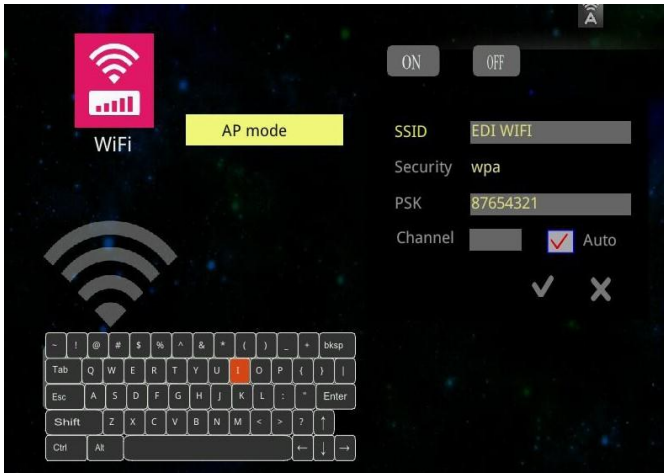 A
ON OFF
WiFi
AP mode
SSID EDI WIFI
Security wpa
PSK 87654321
Channel Auto
~ ! @ # $ % ^ & * ( ) _ + bksp
Tab Q W E R T Y U I O P { } |
Esc A S D F G H J K L : " Enter
Shift Z X C V B N M < > ? ↑
Ctrl Alt ← ↓ →